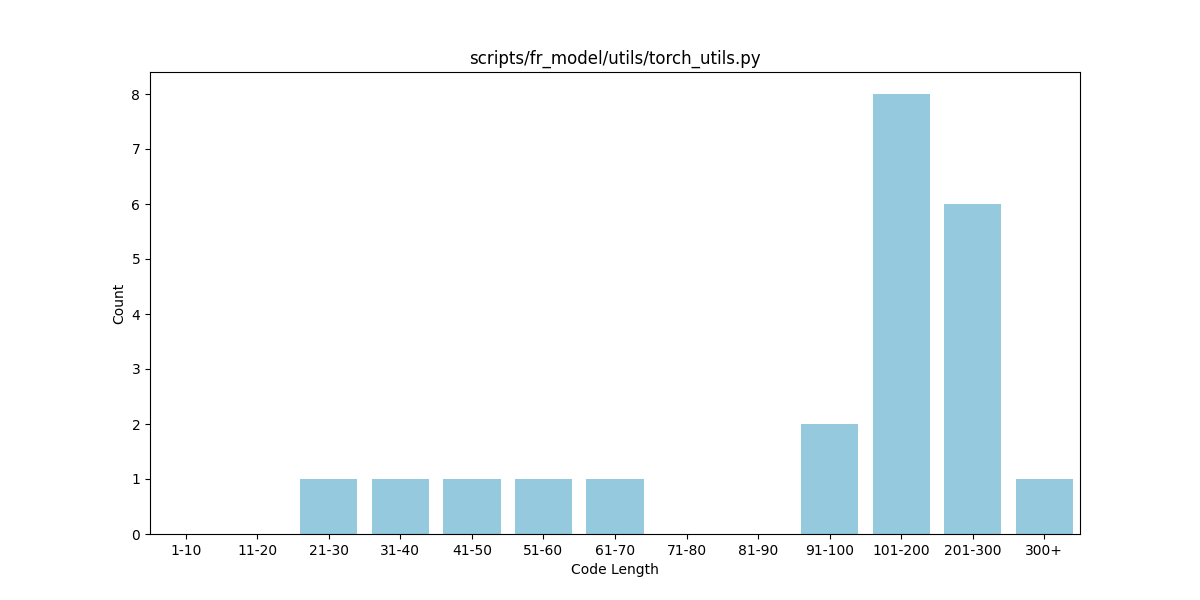 scripts/fr_model/utils/torch_utils.py
8
7
6
5
4
3
2
1
0
Count
1-10 11-20 21-30 31-40 41-50 51-60 61-70 71-80 81-90 91-100 101-200 201-300 300+
Code Length